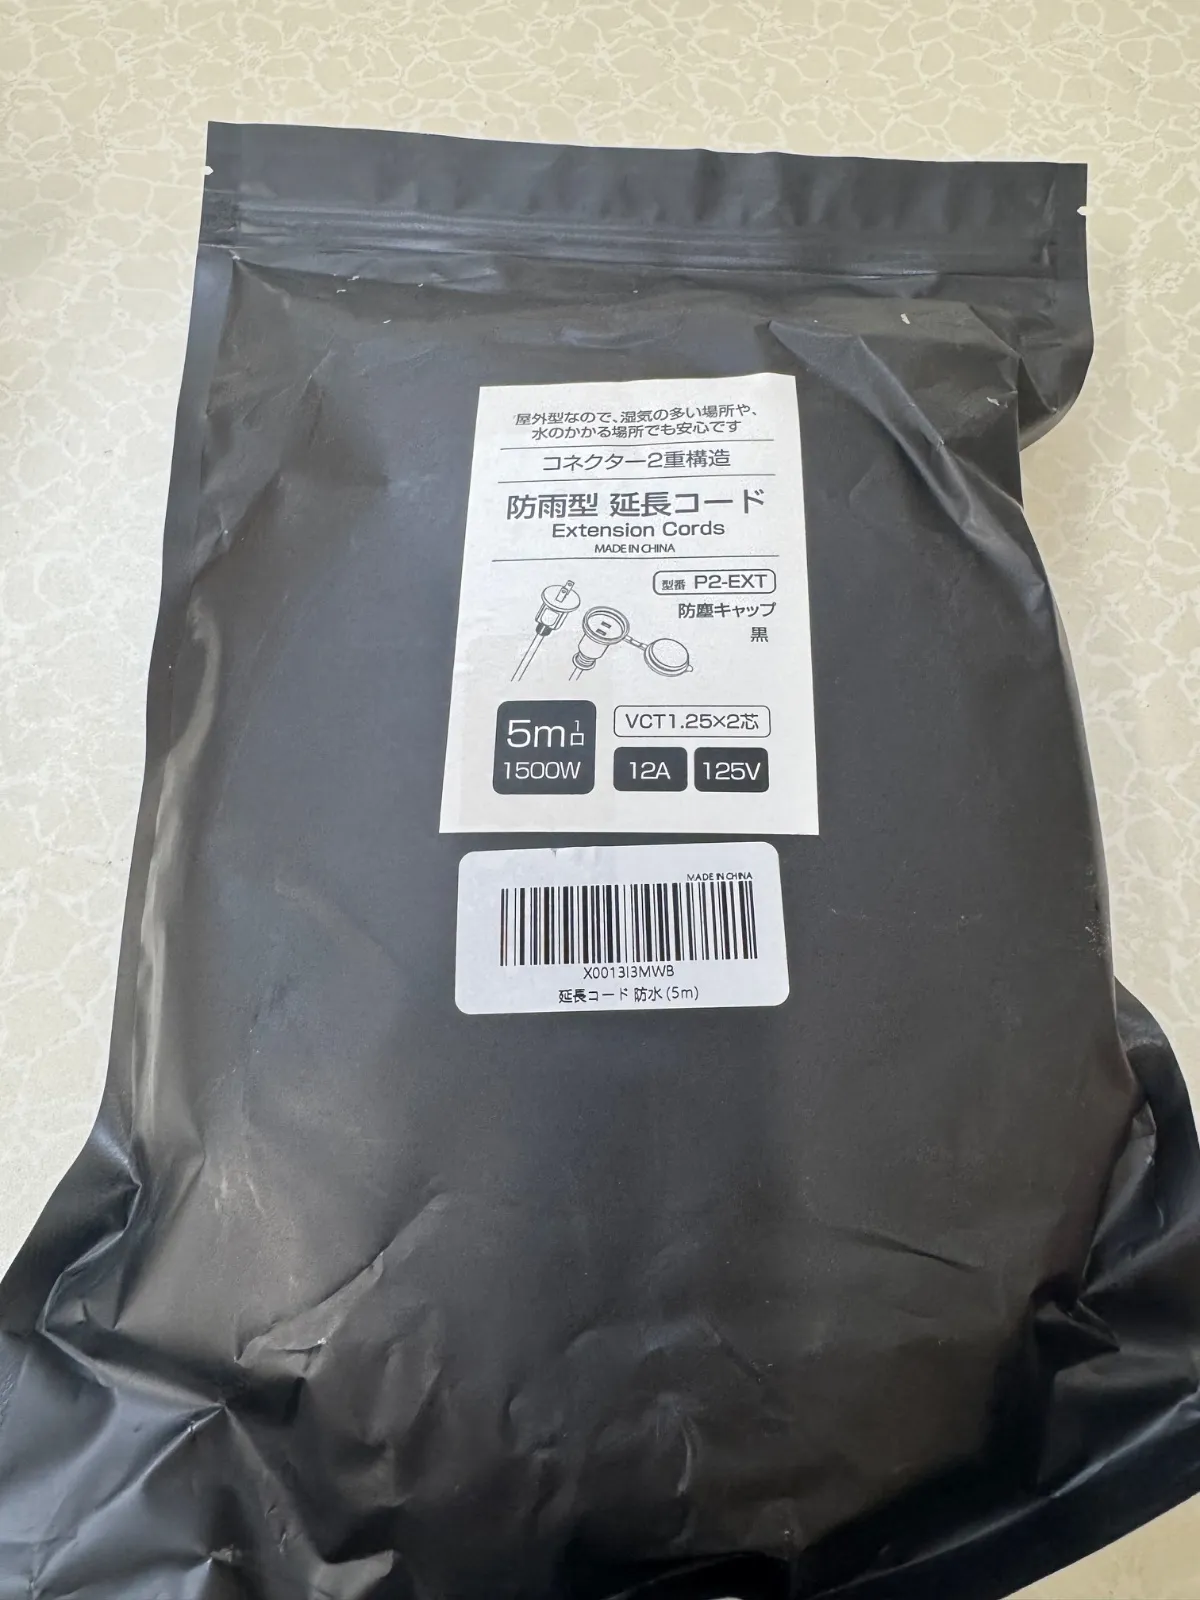 屋外型なので、湿気の多い場所や、
水のかかる場所でも安心です
コネクター2重構造
防雨型 延長コード
Extension Cords
MADE IN CHINA
型番 P2-EXT
防塵キャップ
黒
5m 1口
1500W
VCT1.25×2芯
12A 125V
MADE IN CHINA
X0013I3MWB
延長コード 防水 (5m)